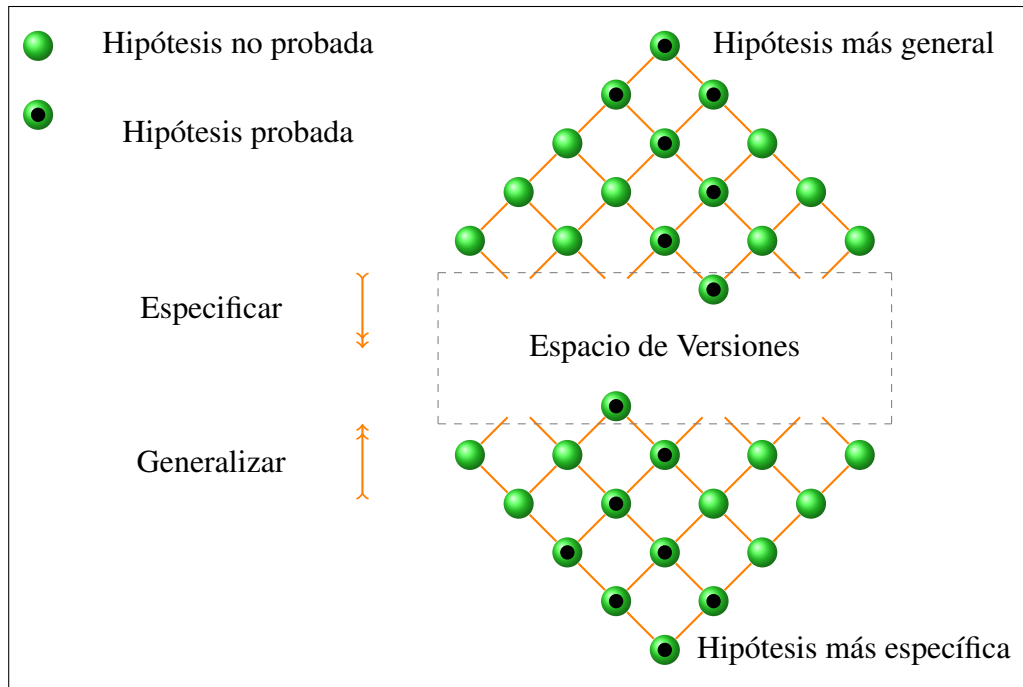 Hipótesis no probada
Hipótesis más general
Hipótesis probada
Especificar
Espacio de Versiones
Generalizar
Hipótesis más específica